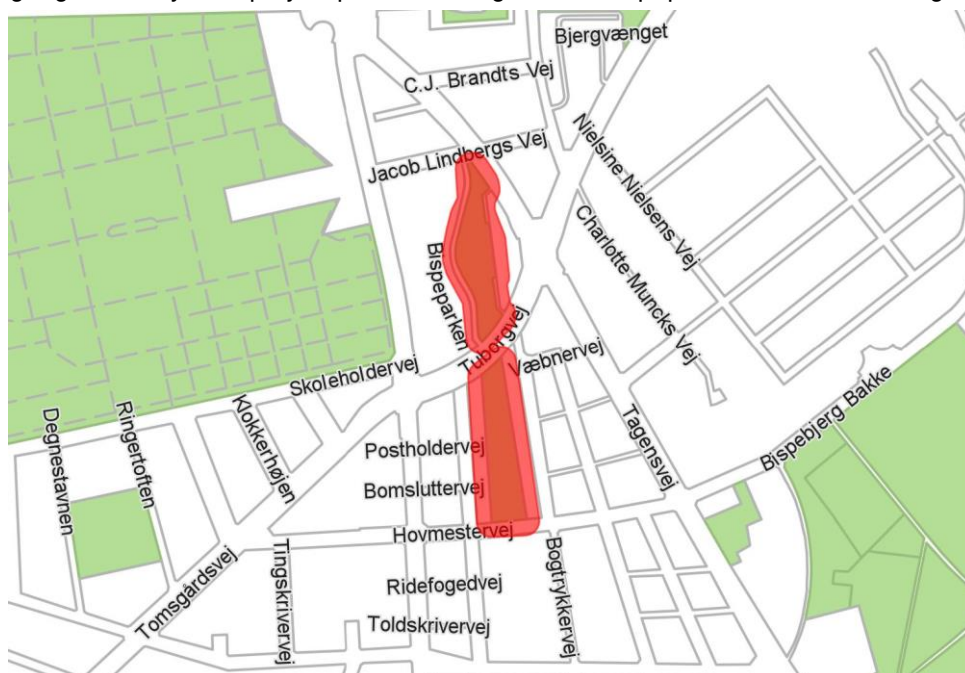 Bjergvænget
C.J. Brandts Vej
Jacob Lindbergs Vej
Nielsine Nielsens Vej
Charlotte Muncks Vej
Bispeparken
Tuborgvej
Væbnervej
Skoleholdervej
Bispebjerg Bakke
Tagensvej
Klokkerhøjen
Ringertoften
Degnestavnen
Postholdervej
Bomsluttervej
Hovmestervej
Tingskrivervej
Bogtrykkervej
Ridefogedvej
Tomsgårdsvej
Toldskrivervej